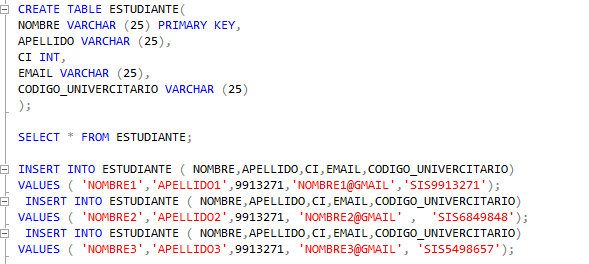 CREATE TABLE ESTUDIANTE(
NOMBRE VARCHAR (25) PRIMARY KEY,
APELLIDO VARCHAR (25),
CI INT,
EMAIL VARCHAR (25),
CODIGO_UNIVERCITARIO VARCHAR (25)
);
SELECT * FROM ESTUDIANTE;
INSERT INTO ESTUDIANTE ( NOMBRE,APELLIDO,CI,EMAIL,CODIGO_UNIVERCITARIO)
VALUES ( 'NOMBRE1','APELLIDO1',9913271,'NOMBRE1@GMAIL','SIS9913271');
INSERT INTO ESTUDIANTE ( NOMBRE,APELLIDO,CI,EMAIL,CODIGO_UNIVERCITARIO)
VALUES ( 'NOMBRE2','APELLIDO2',9913271, 'NOMBRE2@GMAIL' ,  'SIS6849848');
INSERT INTO ESTUDIANTE ( NOMBRE,APELLIDO,CI,EMAIL,CODIGO_UNIVERCITARIO)
VALUES ( 'NOMBRE3','APELLIDO3',9913271, 'NOMBRE3@GMAIL', 'SIS5498657');